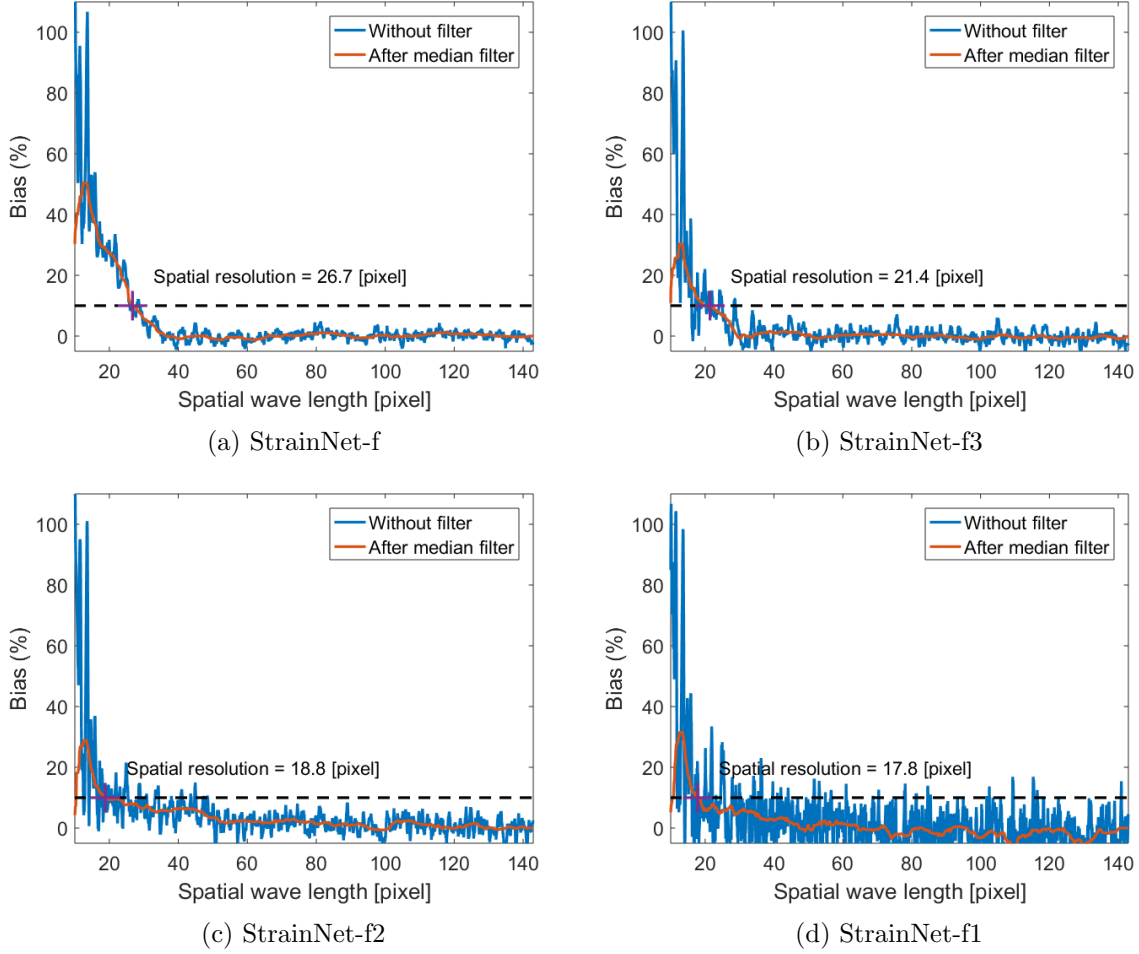 100
80
60
40
20
0
Bias (%)
Without filter
After median filter
Spatial resolution = 26.7 [pixel]
20 40 60 80 100 120 140
Spatial wave length [pixel]
(a) StrainNet-f
100
80
60
40
20
0
Bias (%)
Without filter
After median filter
Spatial resolution = 21.4 [pixel]
20 40 60 80 100 120 140
Spatial wave length [pixel]
(b) StrainNet-f3
100
80
60
40
20
0
Bias (%)
Without filter
After median filter
Spatial resolution = 18.8 [pixel]
20 40 60 80 100 120 140
Spatial wave length [pixel]
(c) StrainNet-f2
100
80
60
40
20
0
Bias (%)
Without filter
After median filter
Spatial resolution = 17.8 [pixel]
20 40 60 80 100 120 140
Spatial wave length [pixel]
(d) StrainNet-f1